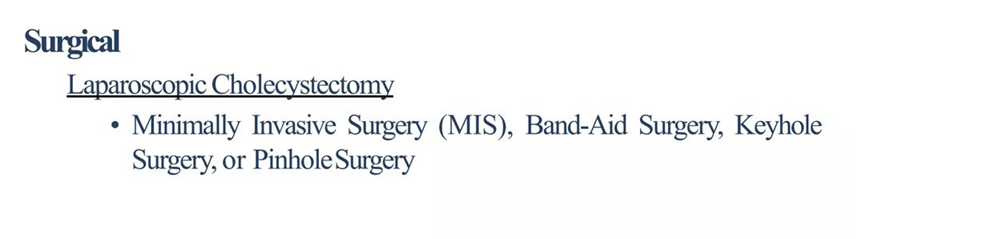 Surgical
Laparoscopic Cholecystectomy
• Minimally Invasive Surgery (MIS), Band-Aid Surgery, Keyhole
Surgery, or Pinhole Surgery